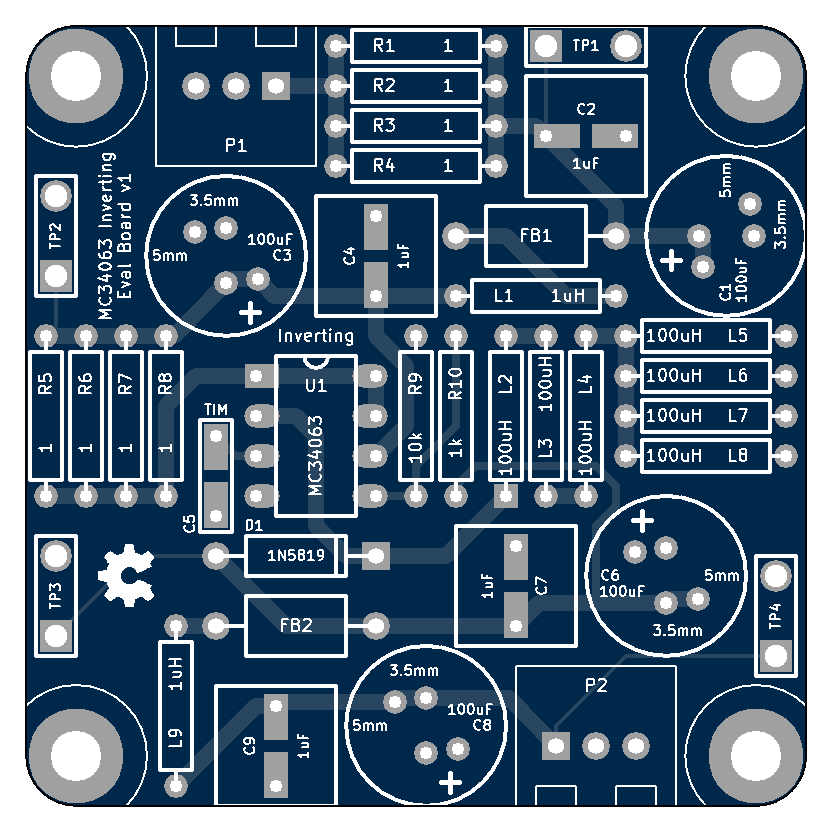 R1 1
TP1
R2 1
C2
R3 1
P1
1uF
R4 1
MC34063 Inverting
Eval Board v1
TP2
3.5mm
5mm
100uF
C3
+
C4
1uF
FB1
5mm
3.5mm
+
C1
100uF
L1 1uH
Inverting
R5 1
R6 1
R7 1
R8 1
TIM
C5
U1
MC34063
R9 10k
R10 1k
L2 100uH
L3 100uH
L4 100uH
100uH L5
100uH L6
100uH L7
100uH L8
D1
1N5819
TP3
1uF
C7
+
C6
100uF
5mm
3.5mm
TP4
FB2
L9 1uH
C9
1uF
3.5mm
5mm
100uF
C8
+
P2